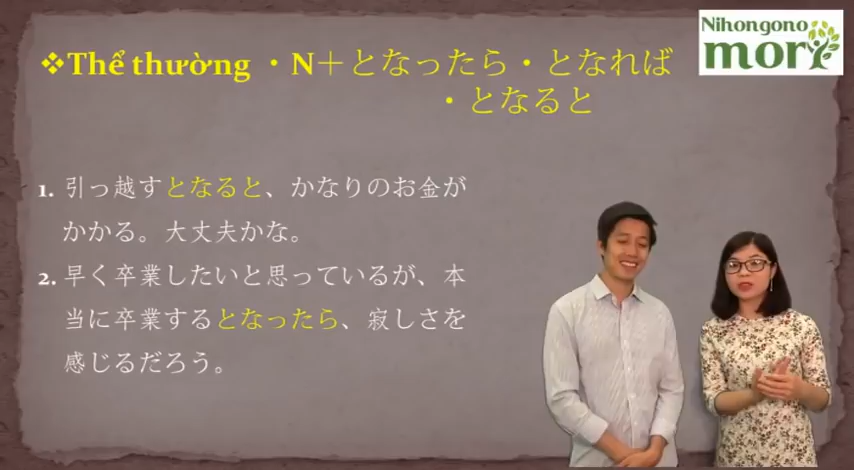 Nihongono
mori
❖Thể thường ・N＋となったら・となれば
・となると
1. 引っ越すとなると、かなりのお金が
かかる。大丈夫かな。
2. 早く卒業したいと思っているが、本
当に卒業するとなったら、寂しさを
感じるだろう。